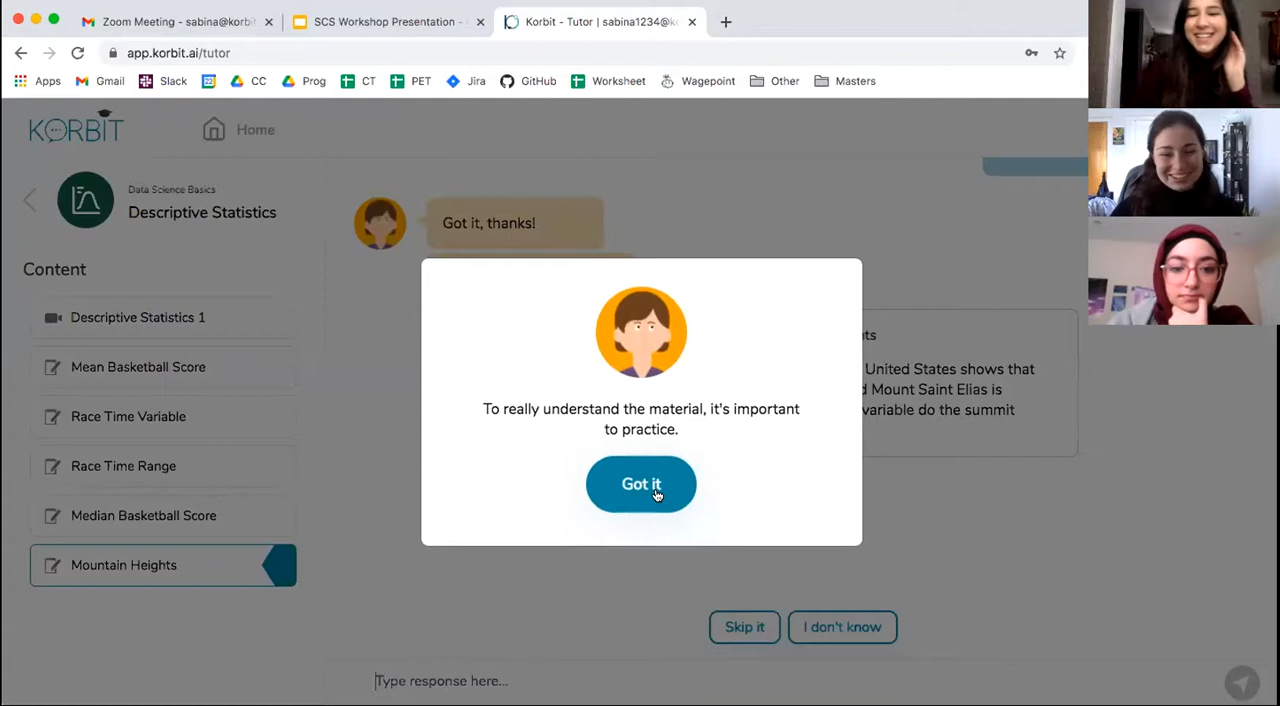 Zoom Meeting - sabina@korbit
SCS Workshop Presentation -
Korbit - Tutor | sabina1234@k
app.korbit.ai/tutor
Apps Gmail Slack CC Prog CT PET Jira GitHub Worksheet Wagepoint Other Masters
KORBIT
Home
Data Science Basics
Descriptive Statistics
Content
Descriptive Statistics 1
Mean Basketball Score
Race Time Variable
Race Time Range
Median Basketball Score
Mountain Heights
Got it, thanks!
To really understand the material, it's important
to practice.
Got it
nts
United States shows that
d Mount Saint Elias is
variable do the summit
Skip it
I don't know
Type response here...